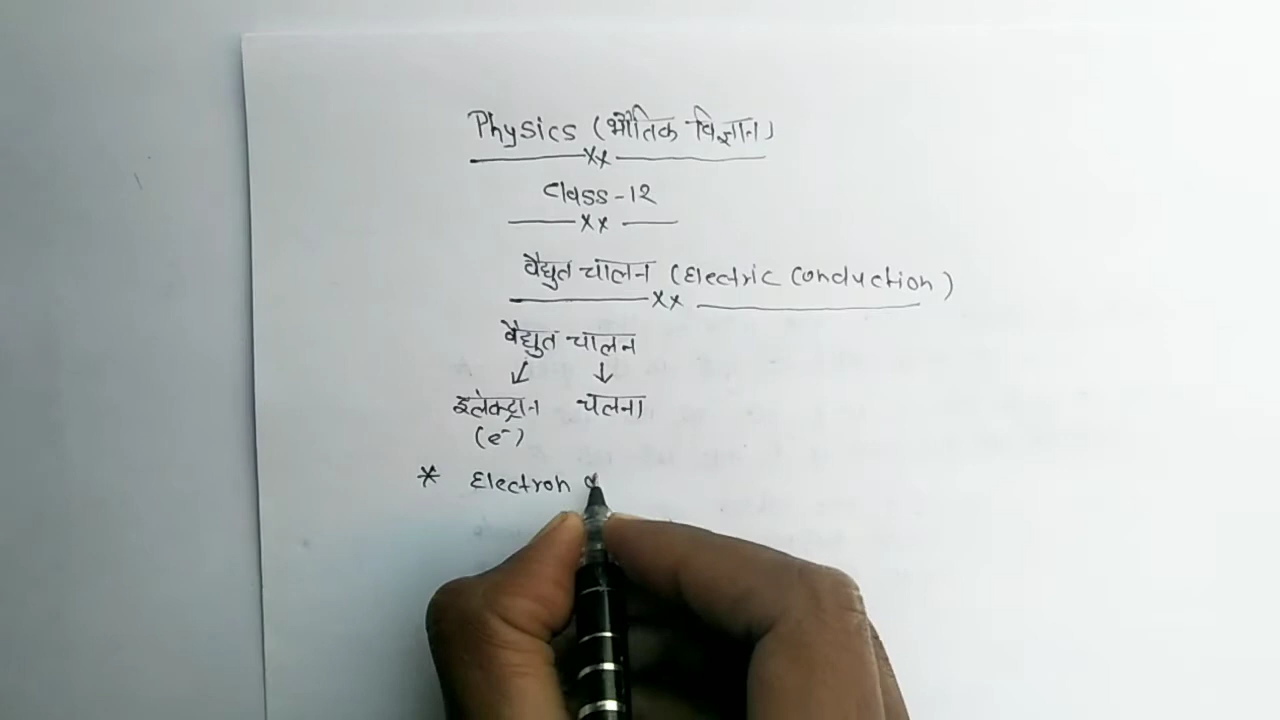 Physics (भौतिक विज्ञान)
xx
Class-12
xx
वैद्युत चालन (Electric Conduction)
xx
वैद्युत चालन
↙ ↓
इलेक्ट्रान चलना
(e⁻)
* Electron